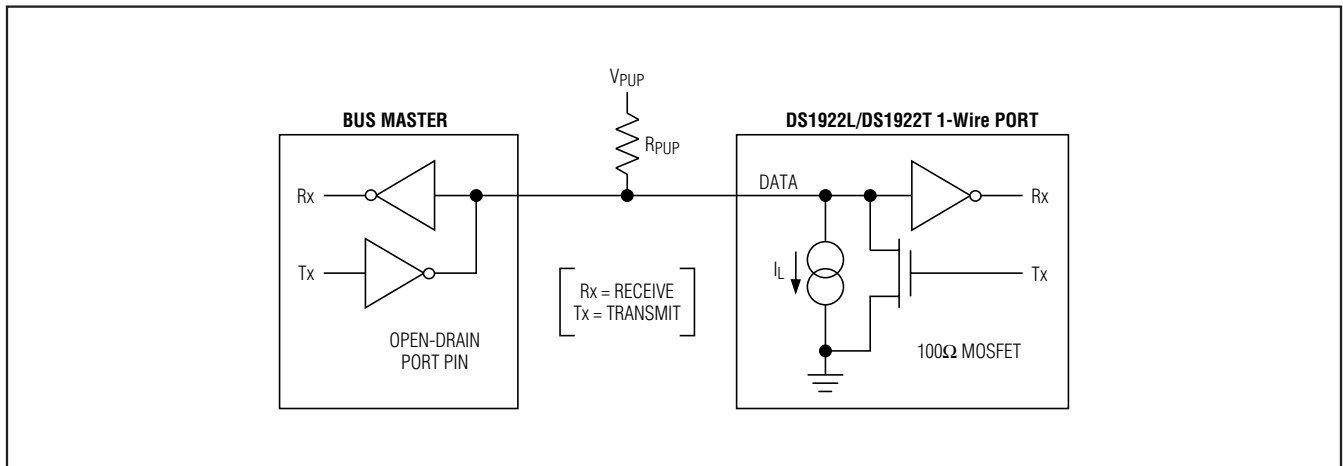 VPUP
BUS MASTER
DS1922L/DS1922T 1-Wire PORT
RPUP
DATA
Rx
Rx
Tx
IL
Tx
Rx = RECEIVE
Tx = TRANSMIT
OPEN-DRAIN
PORT PIN
100Ω MOSFET